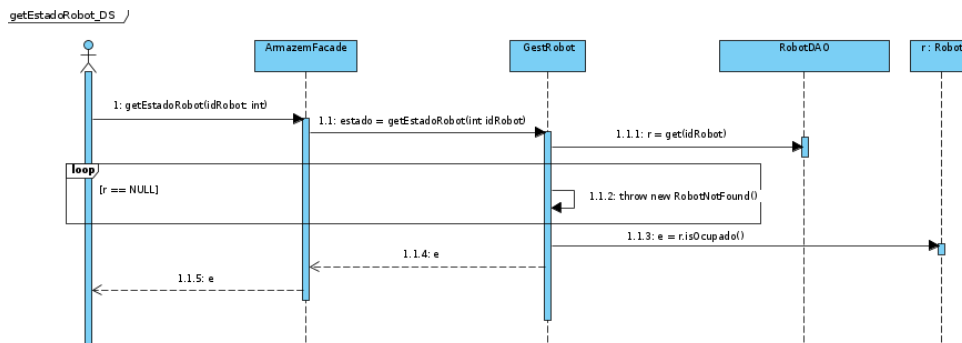 getEstadoRobot_DS
ArmazemFacade
GestRobot
RobotDAO
r : Robot
1: getEstadoRobot(idRobot: int)
1.1: estado = getEstadoRobot(int idRobot)
1.1.1: r = get(idRobot)
loop
[r == NULL]
1.1.2: throw new RobotNotFound()
1.1.3: e = r.isOcupado()
1.1.4: e
1.1.5: e